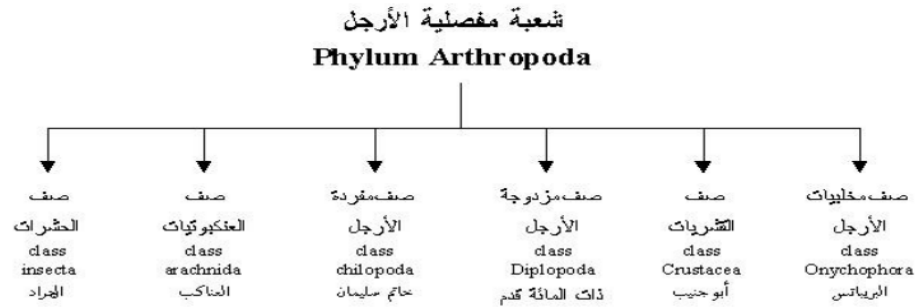 شعبة مفصلية الأرجل
Phylum Arthropoda
صف مخلبيات
الأرجل
class
Onychophora
البرياتس
صف
القشريات
class
Crustacea
أبو جنيب
صف مزدوجة
الأرجل
class
Diplopoda
ذات المائة قدم
صف مفردة
الأرجل
class
chilopoda
خاتم سليمان
صف
العنكبوتيات
class
arachnida
العناكب
صف
الحشرات
class
insecta
الجراد